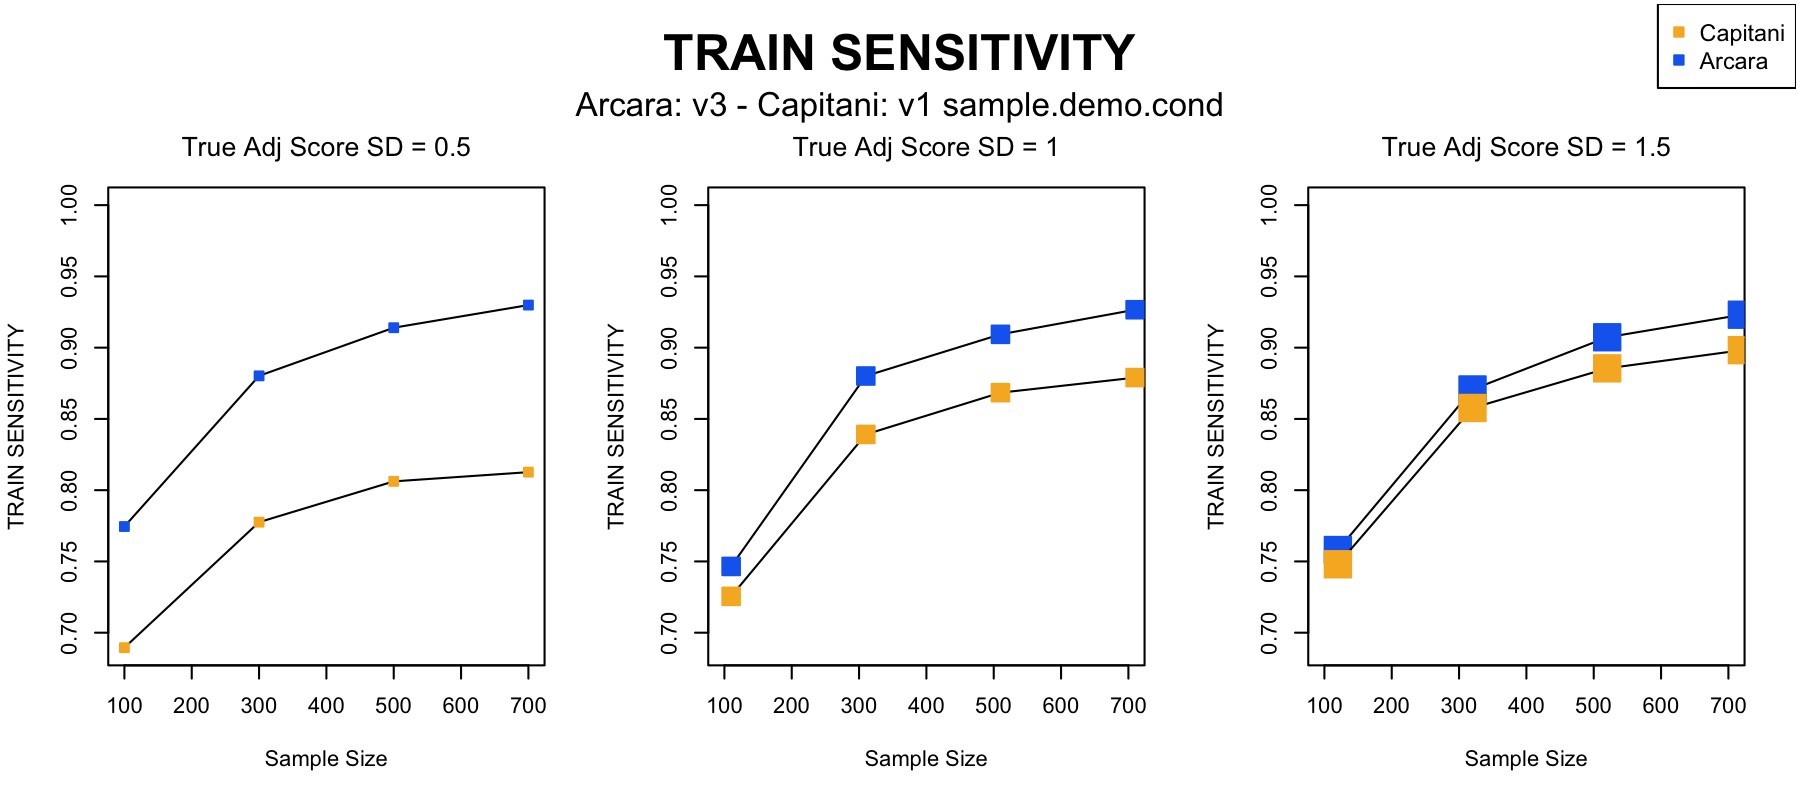 Capitani
Arcara
TRAIN SENSITIVITY
Arcara: v3 - Capitani: v1 sample.demo.cond
True Adj Score SD = 0.5
TRAIN SENSITIVITY
1.00
0.95
0.90
0.85
0.80
0.75
0.70
100 200 300 400 500 600 700
Sample Size
True Adj Score SD = 1
TRAIN SENSITIVITY
1.00
0.95
0.90
0.85
0.80
0.75
0.70
100 200 300 400 500 600 700
Sample Size
True Adj Score SD = 1.5
TRAIN SENSITIVITY
1.00
0.95
0.90
0.85
0.80
0.75
0.70
100 200 300 400 500 600 700
Sample Size